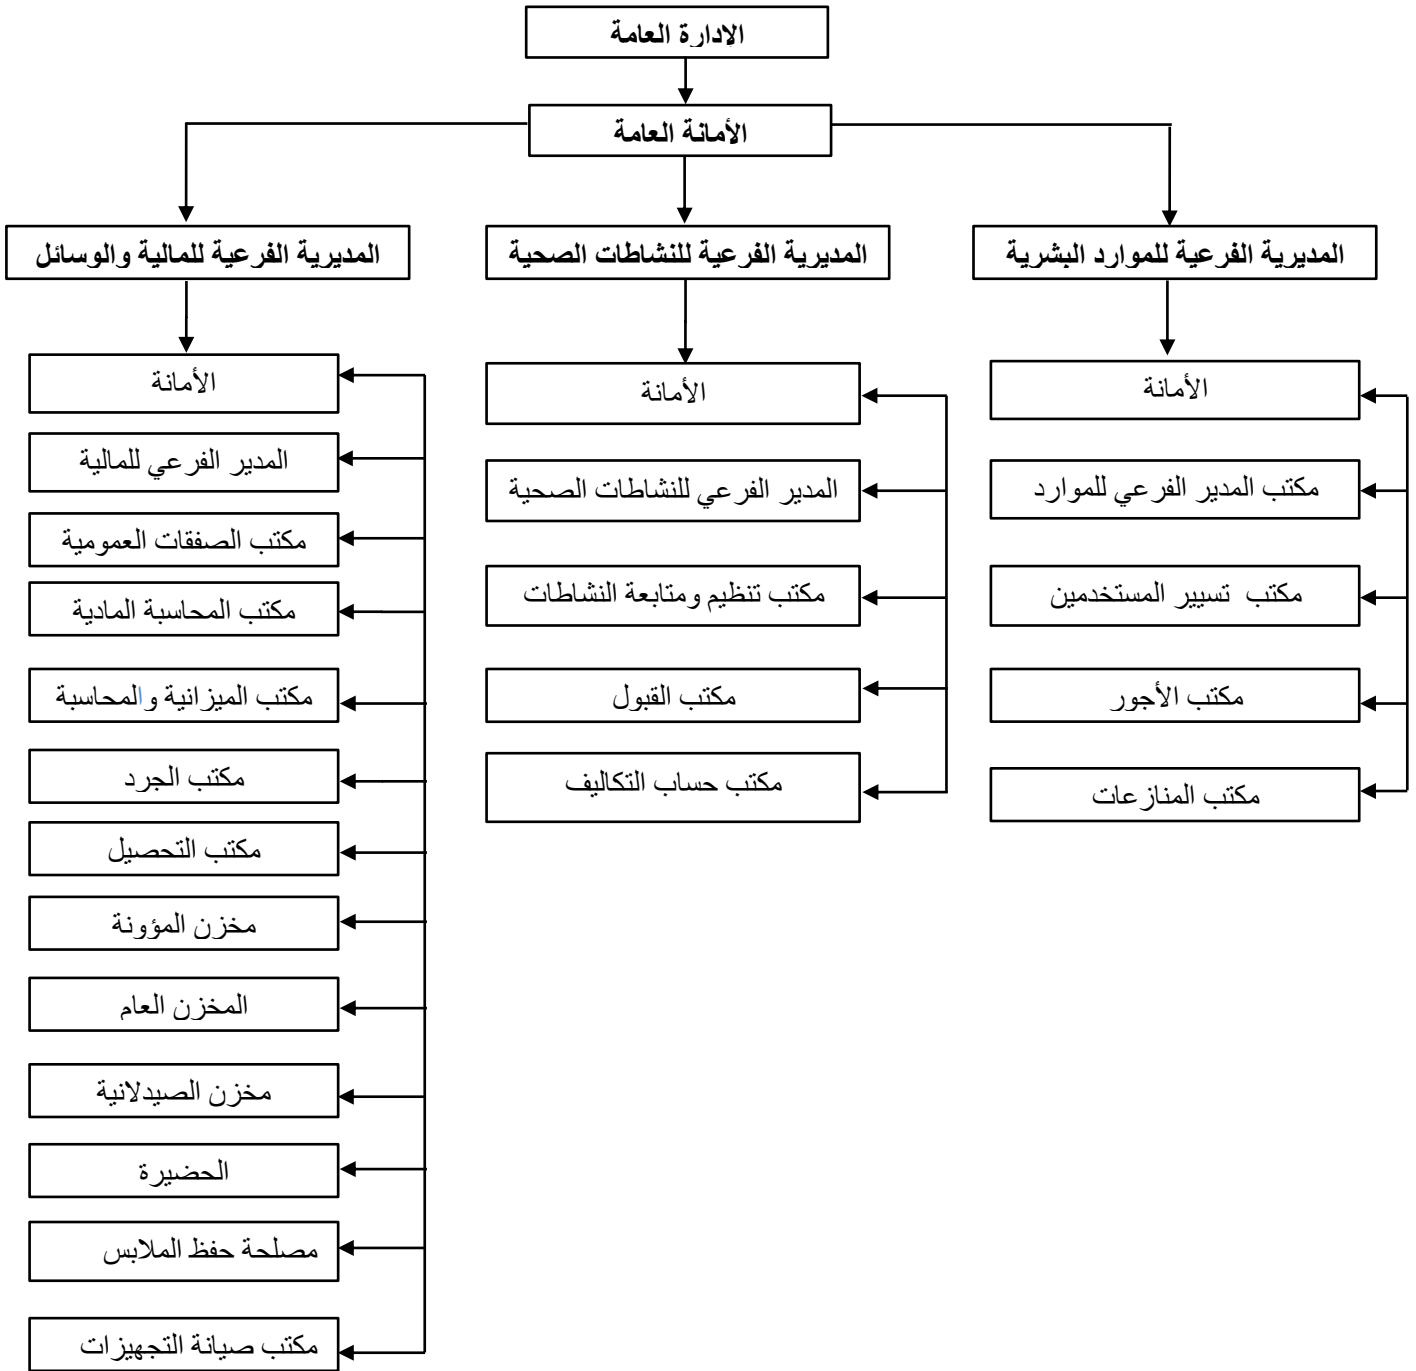 الادارة العامة
الأمانة العامة
المديرية الفرعية للموارد البشرية
المديرية الفرعية للنشاطات الصحية
المديرية الفرعية للمالية والوسائل
الأمانة
مكتب المدير الفرعي للموارد
مكتب تسيير المستخدمين
مكتب الأجور
مكتب المنازعات
الأمانة
المدير الفرعي للنشاطات الصحية
مكتب تنظيم ومتابعة النشاطات
مكتب القبول
مكتب حساب التكاليف
الأمانة
المدير الفرعي للمالية
مكتب الصفقات العمومية
مكتب المحاسبة المادية
مكتب الميزانية والمحاسبة
مكتب الجرد
مكتب التحصيل
مخزن المؤونة
المخزن العام
مخزن الصيدلانية
الحضيرة
مصلحة حفظ الملابس
مكتب صيانة التجهيزات